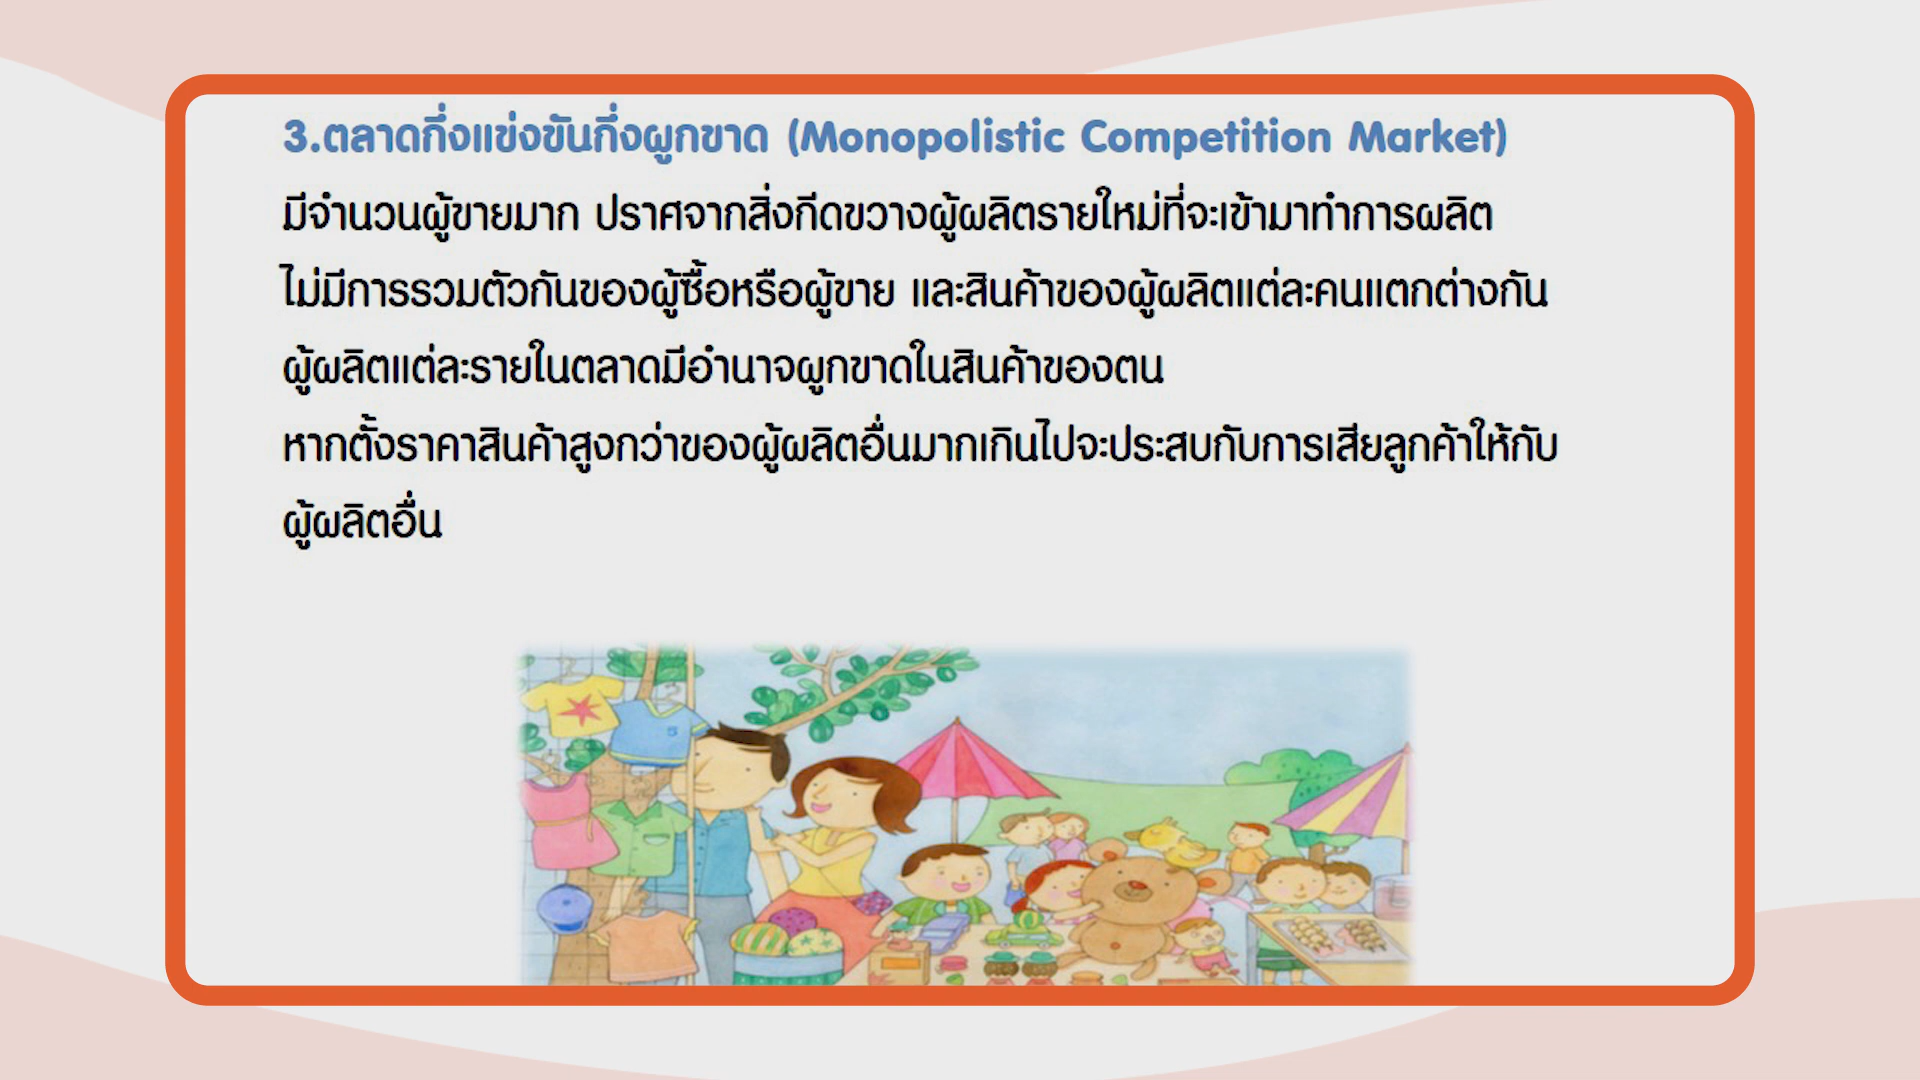 3.ตลาดกึ่งแข่งขันกึ่งผูกขาด (Monopolistic Competition Market)
มีจำนวนผู้ขายมาก ปราศจากสิ่งกีดขวางผู้ผลิตรายใหม่ที่จะเข้ามาทำการผลิต
ไม่มีการรวมตัวกันของผู้ซื้อหรือผู้ขาย และสินค้าของผู้ผลิตแต่ละคนแตกต่างกัน
ผู้ผลิตแต่ละรายในตลาดมีอำนาจผูกขาดในสินค้าของตน
หากตั้งราคาสินค้าสูงกว่าของผู้ผลิตอื่นมากเกินไปจะประสบกับการเสียลูกค้าให้กับ
ผู้ผลิตอื่น